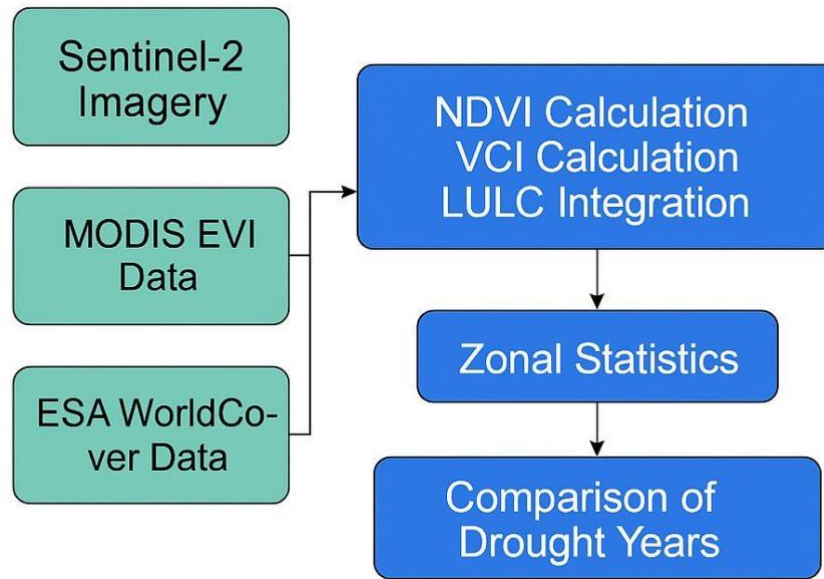 Sentinel-2
Imagery
MODIS EVI
Data
ESA WorldCo-
ver Data
NDVI Calculation
VCI Calculation
LULC Integration
Zonal Statistics
Comparison of
Drought Years